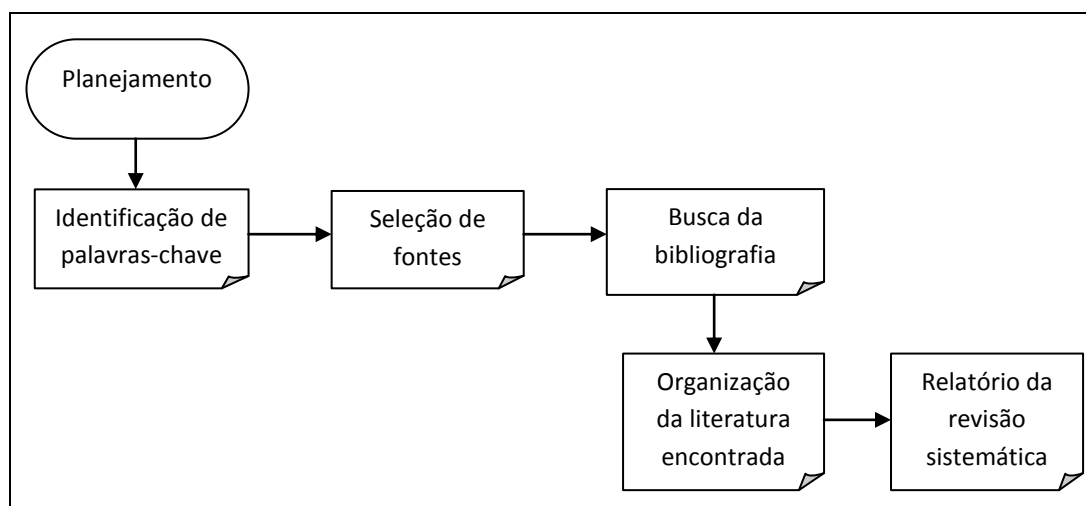 Planejamento
Identificação de
palavras-chave
Seleção de
fontes
Busca da
bibliografia
Organização
da literatura
encontrada
Relatório da
revisão
sistemática